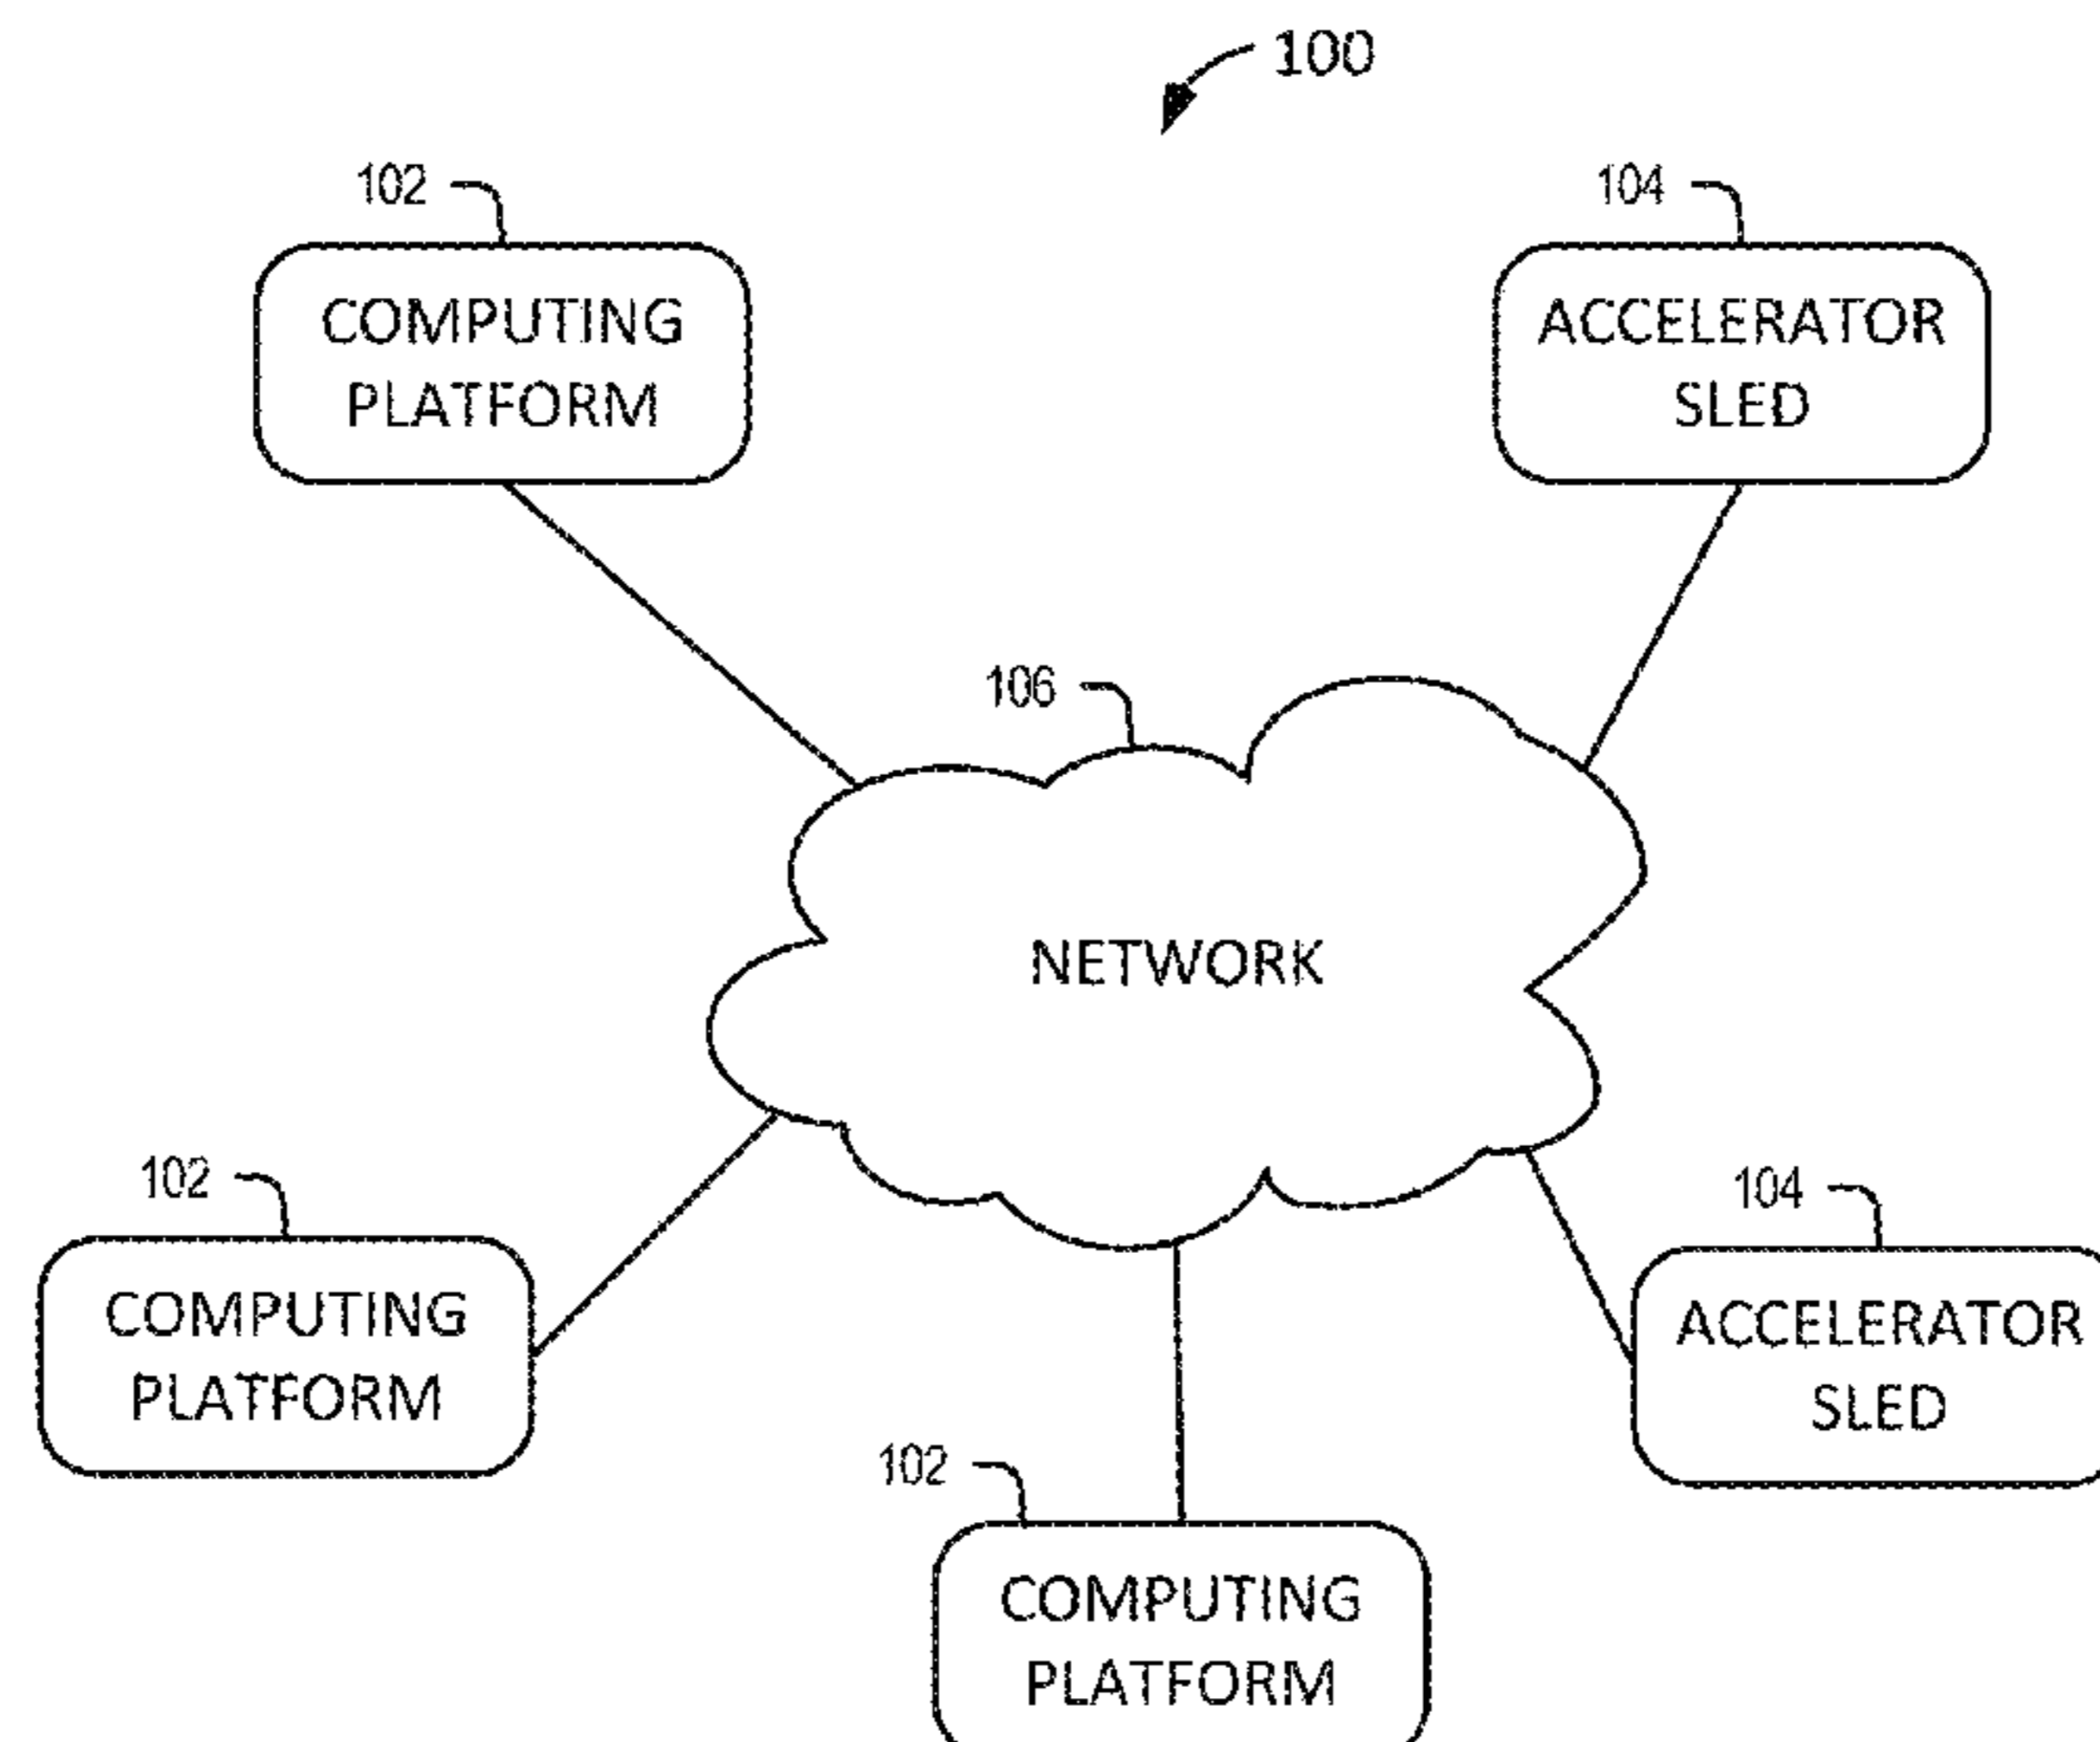 100
102
104
COMPUTING
PLATFORM
ACCELERATOR
SLED
106
NETWORK
102
104
COMPUTING
PLATFORM
ACCELERATOR
SLED
102
COMPUTING
PLATFORM